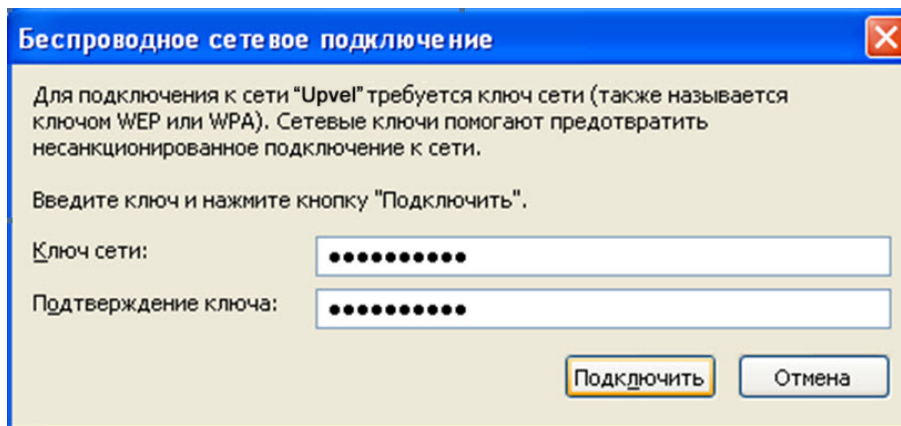 Беспроводное сетевое подключение
Для подключения к сети “Upvel” требуется ключ сети (также называется
ключом WEP или WPA). Сетевые ключи помогают предотвратить
несанкционированное подключение к сети.
Введите ключ и нажмите кнопку "Подключить".
Ключ сети: ●●●●●●●●●●
Подтверждение ключа: ●●●●●●●●●●
Подключить Отмена